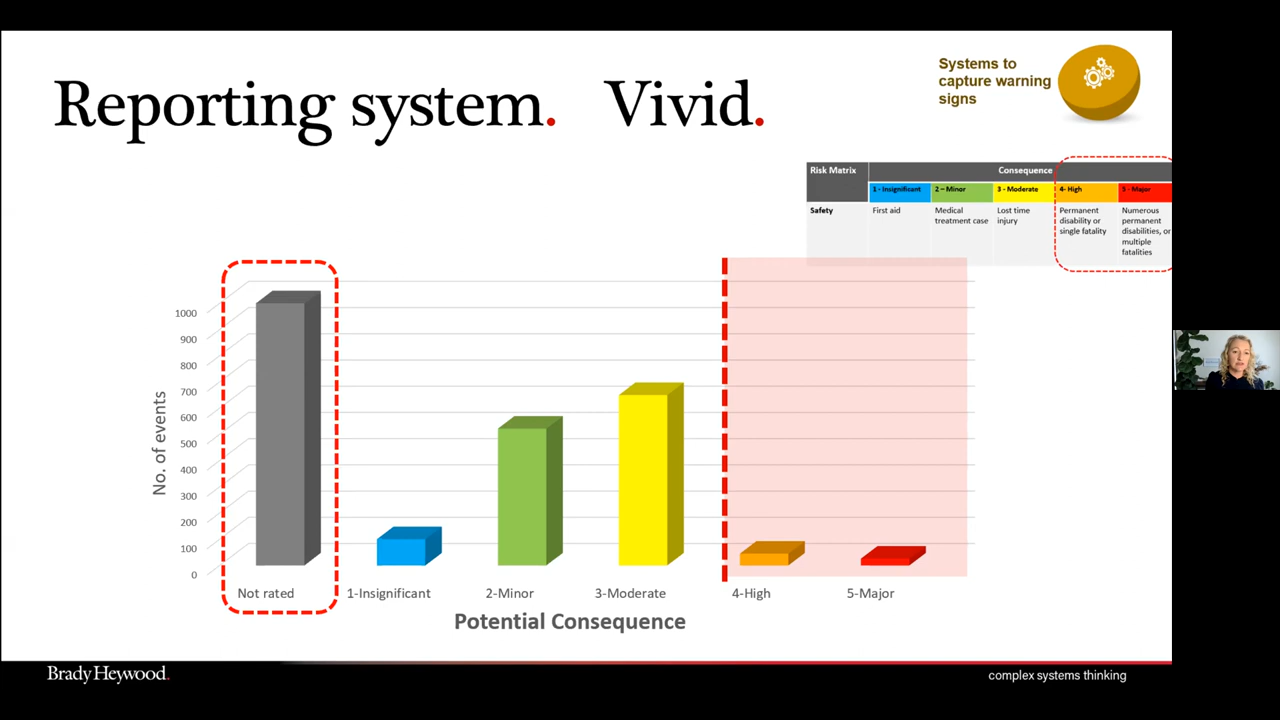 Reporting system. Vivid.
Systems to
capture warning
signs
Risk Matrix
Consequence
1 - Insignificant
2 – Minor
3 - Moderate
4- High
5 - Major
Safety
First aid
Medical
treatment case
Lost time
injury
Permanent
disability or
single fatality
Numerous
permanent
disabilities, or
multiple
fatalities
No. of events
1000
900
800
700
600
500
400
300
200
100
0
Not rated
1-Insignificant
2-Minor
3-Moderate
4-High
5-Major
Potential Consequence
Brady Heywood.
complex systems thinking